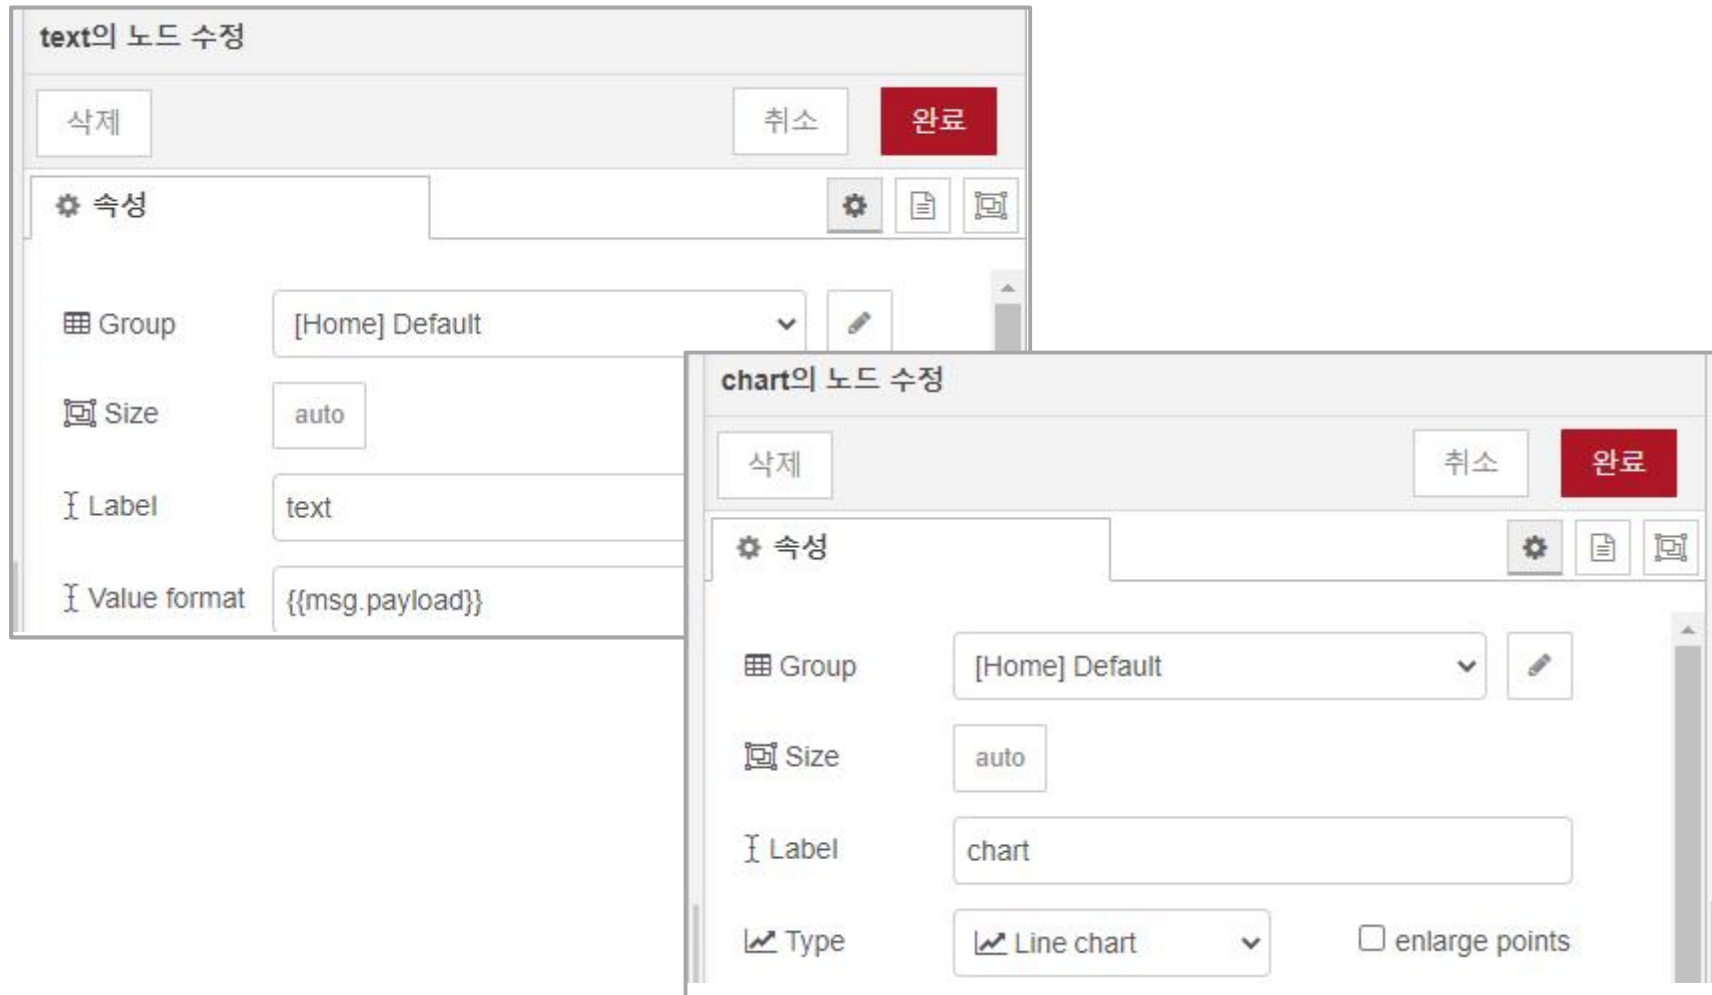 text의 노드 수정
삭제 취소 완료
속성
Group [Home] Default
Size auto
Label text
Value format {{msg.payload}}
chart의 노드 수정
삭제 취소 완료
속성
Group [Home] Default
Size auto
Label chart
Type Line chart enlarge points